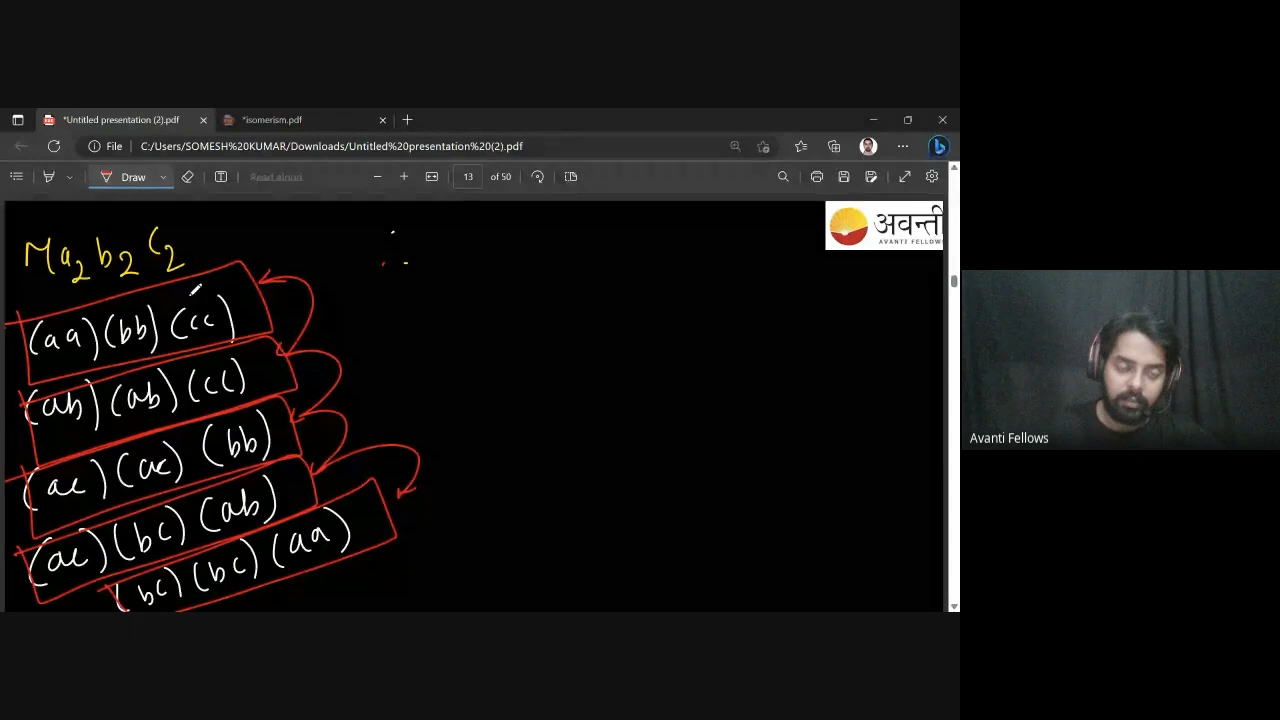 *Untitled presentation (2).pdf
*isomerism.pdf
File
C:/Users/SOMESH%20KUMAR/Downloads/Untitled%20presentation%20(2).pdf
Draw
Read aloud
13 of 50
अवन्ती
AVANTI FELLOWS
Ma₂b₂C₂
(aa)(bb)(cc)
(ab)(ab)(cc)
(ac)(ac)(bb)
(ac)(bc)(ab)
(bc)(bc)(aa)
Avanti Fellows